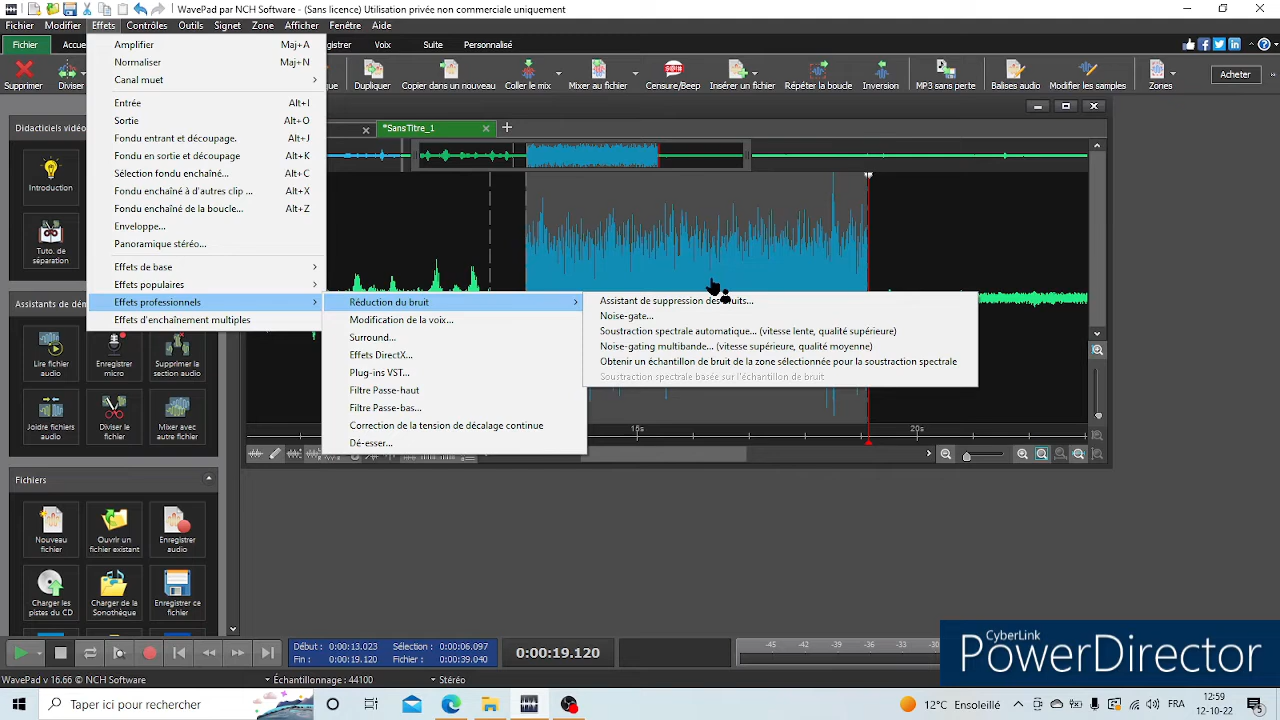 WavePad par NCH Software - (Sans licence) Utilisation privée non commerciale uniquement
Fichier Modifier Effets Contrôles Outils Signet Zone Afficher Fenêtre Aide
Fichier Voix Suite Personnalisé
Supprimer Dupliquer Copier dans un nouveau Coller le mix Mixer au fichier Censure/Beep Insérer un fichier Répéter la boucle Inversion MP3 sans perte Balises audio Modifier les samples Zones Acheter
Amplifier Maj+A
Normaliser Maj+N
Canal muet
Entrée Alt+I
Sortie Alt+O
Fondu entrant et découpage. Alt+J
Fondu en sortie et découpage Alt+K
Sélection fondu enchaîné... Alt+C
Fondu enchaîné à d'autres clip ... Alt+X
Fondu enchaîné de la boucle... Alt+Z
Enveloppe...
Panoramique stéréo...
Effets de base
Effets populaires
Effets professionnels
Effets d'enchaînement multiples
Réduction du bruit
Modification de la voix...
Surround...
Effets DirectX...
Plug-ins VST...
Filtre Passe-haut
Filtre Passe-bas...
Correction de la tension de décalage continue
Dé-esser...
Assistant de suppression des bruits...
Noise-gate...
Soustraction spectrale automatique... (vitesse lente, qualité supérieure)
Noise-gating multibande... (vitesse supérieure, qualité moyenne)
Obtenir un échantillon de bruit de la zone sélectionnée pour la soustraction spectrale
Soustraction spectrale basée sur l'échantillon de bruit
*SansTitre_1
15s 20s
Introduction
Tuto. de séparation
Lire des fichiers
Enregistrer micro
Supprimer la section audio
Joindre fichiers audio
Diviser le fichier
Mixer avec autre fichier
Fichiers
Nouveau fichier
Ouvrir un fichier existant
Enregistrer audio
Charger les pistes du CD
Charger de la Sonothèque
Enregistrer ce fichier
Début : 0:00:13.023 Sélection : 0:00:06.097
Fin : 0:00:19.120 Fichier : 0:00:39.040
0:00:19.120
-45 -42 -39 -36 -33
WavePad v 16.66 © NCH Software Échantillonnage: 44100 Stéréo
CyberLink
PowerDirector
Taper ici pour rechercher
12°C Ensoleillé FRA
12:59
12-10-22